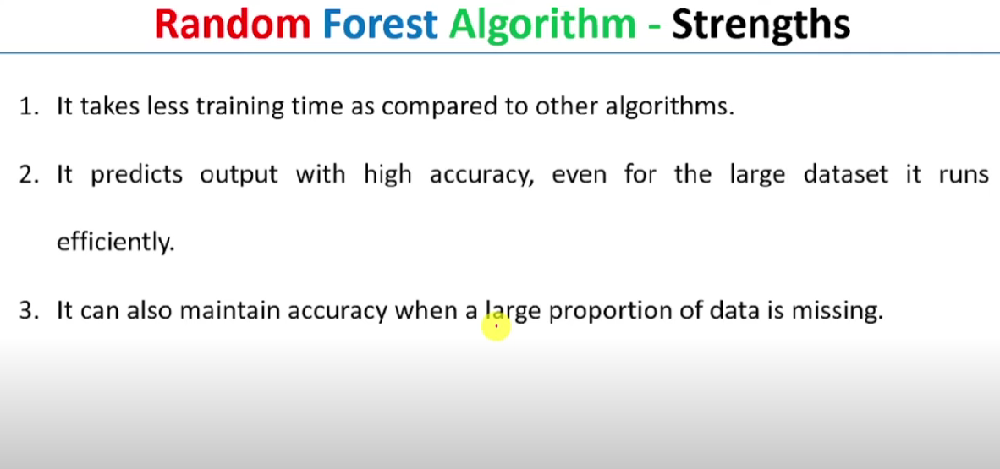 Random Forest Algorithm - Strengths
1. It takes less training time as compared to other algorithms.
2. It predicts output with high accuracy, even for the large dataset it runs
efficiently.
3. It can also maintain accuracy when a large proportion of data is missing.